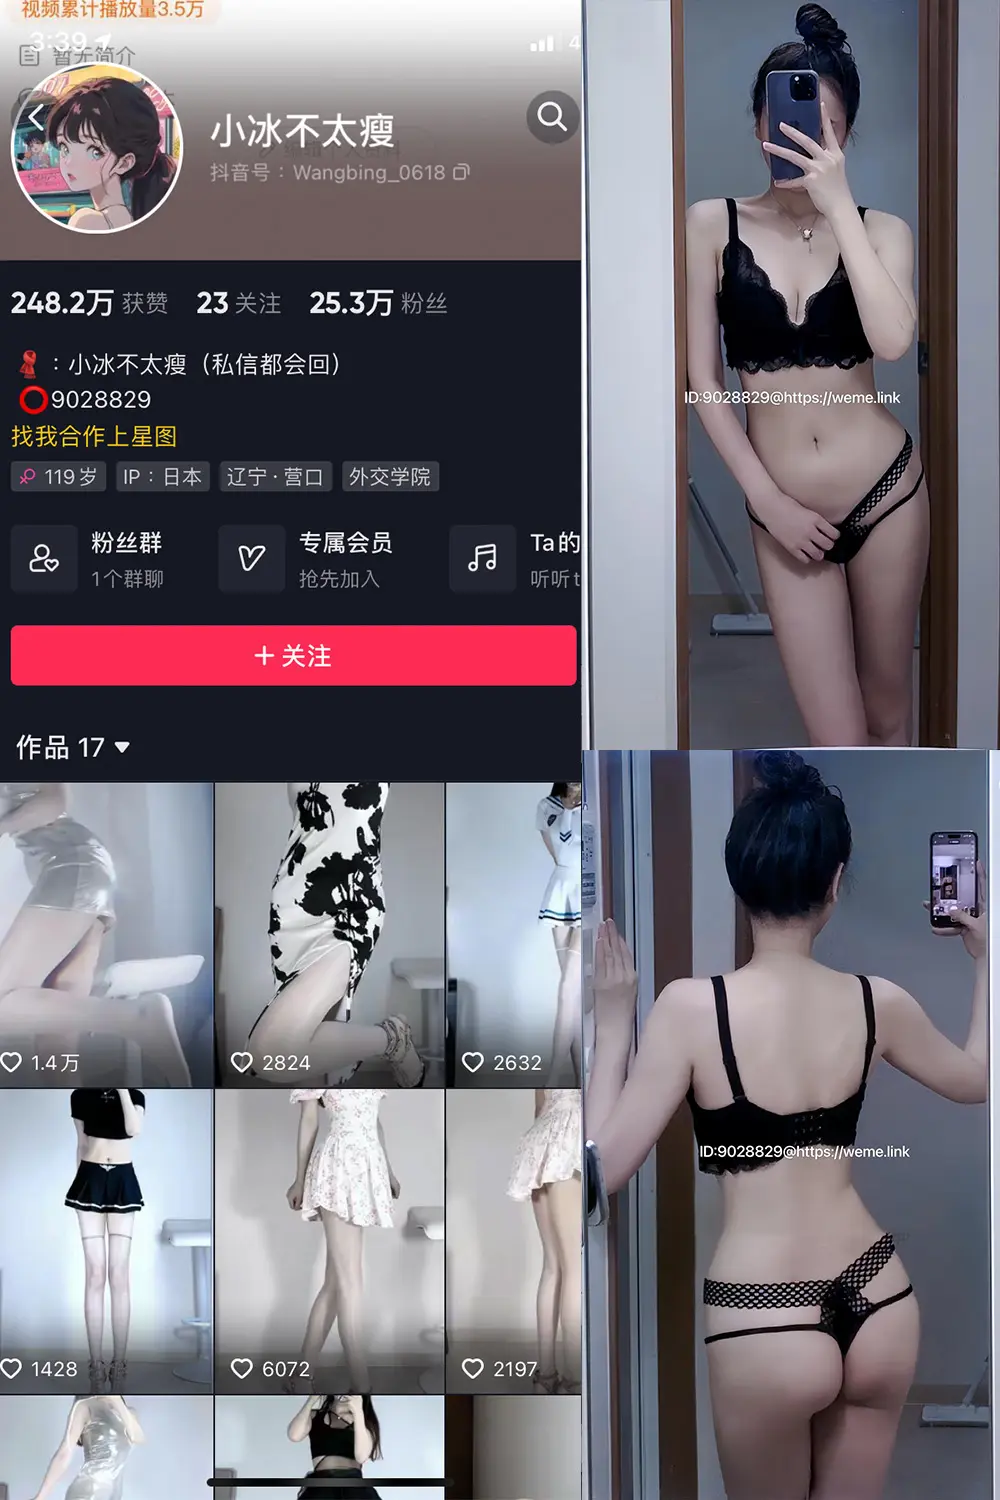 视频累计播放量3.5万
3:39
4
暂无简介
小冰不太瘦
抖音号：Wangbing_0618
248.2万 获赞 23 关注 25.3万 粉丝
：小冰不太瘦（私信都会回）
9028829
找我合作上星图
119岁 IP：日本 辽宁·营口 外交学院
粉丝群 专属会员 Ta的
1个群聊 抢先加入 听听t
+ 关注
作品 17
1.4万 2824 2632
1428 6072 2197
ID:9028829@https://weme.link
ID:9028829@https://weme.link